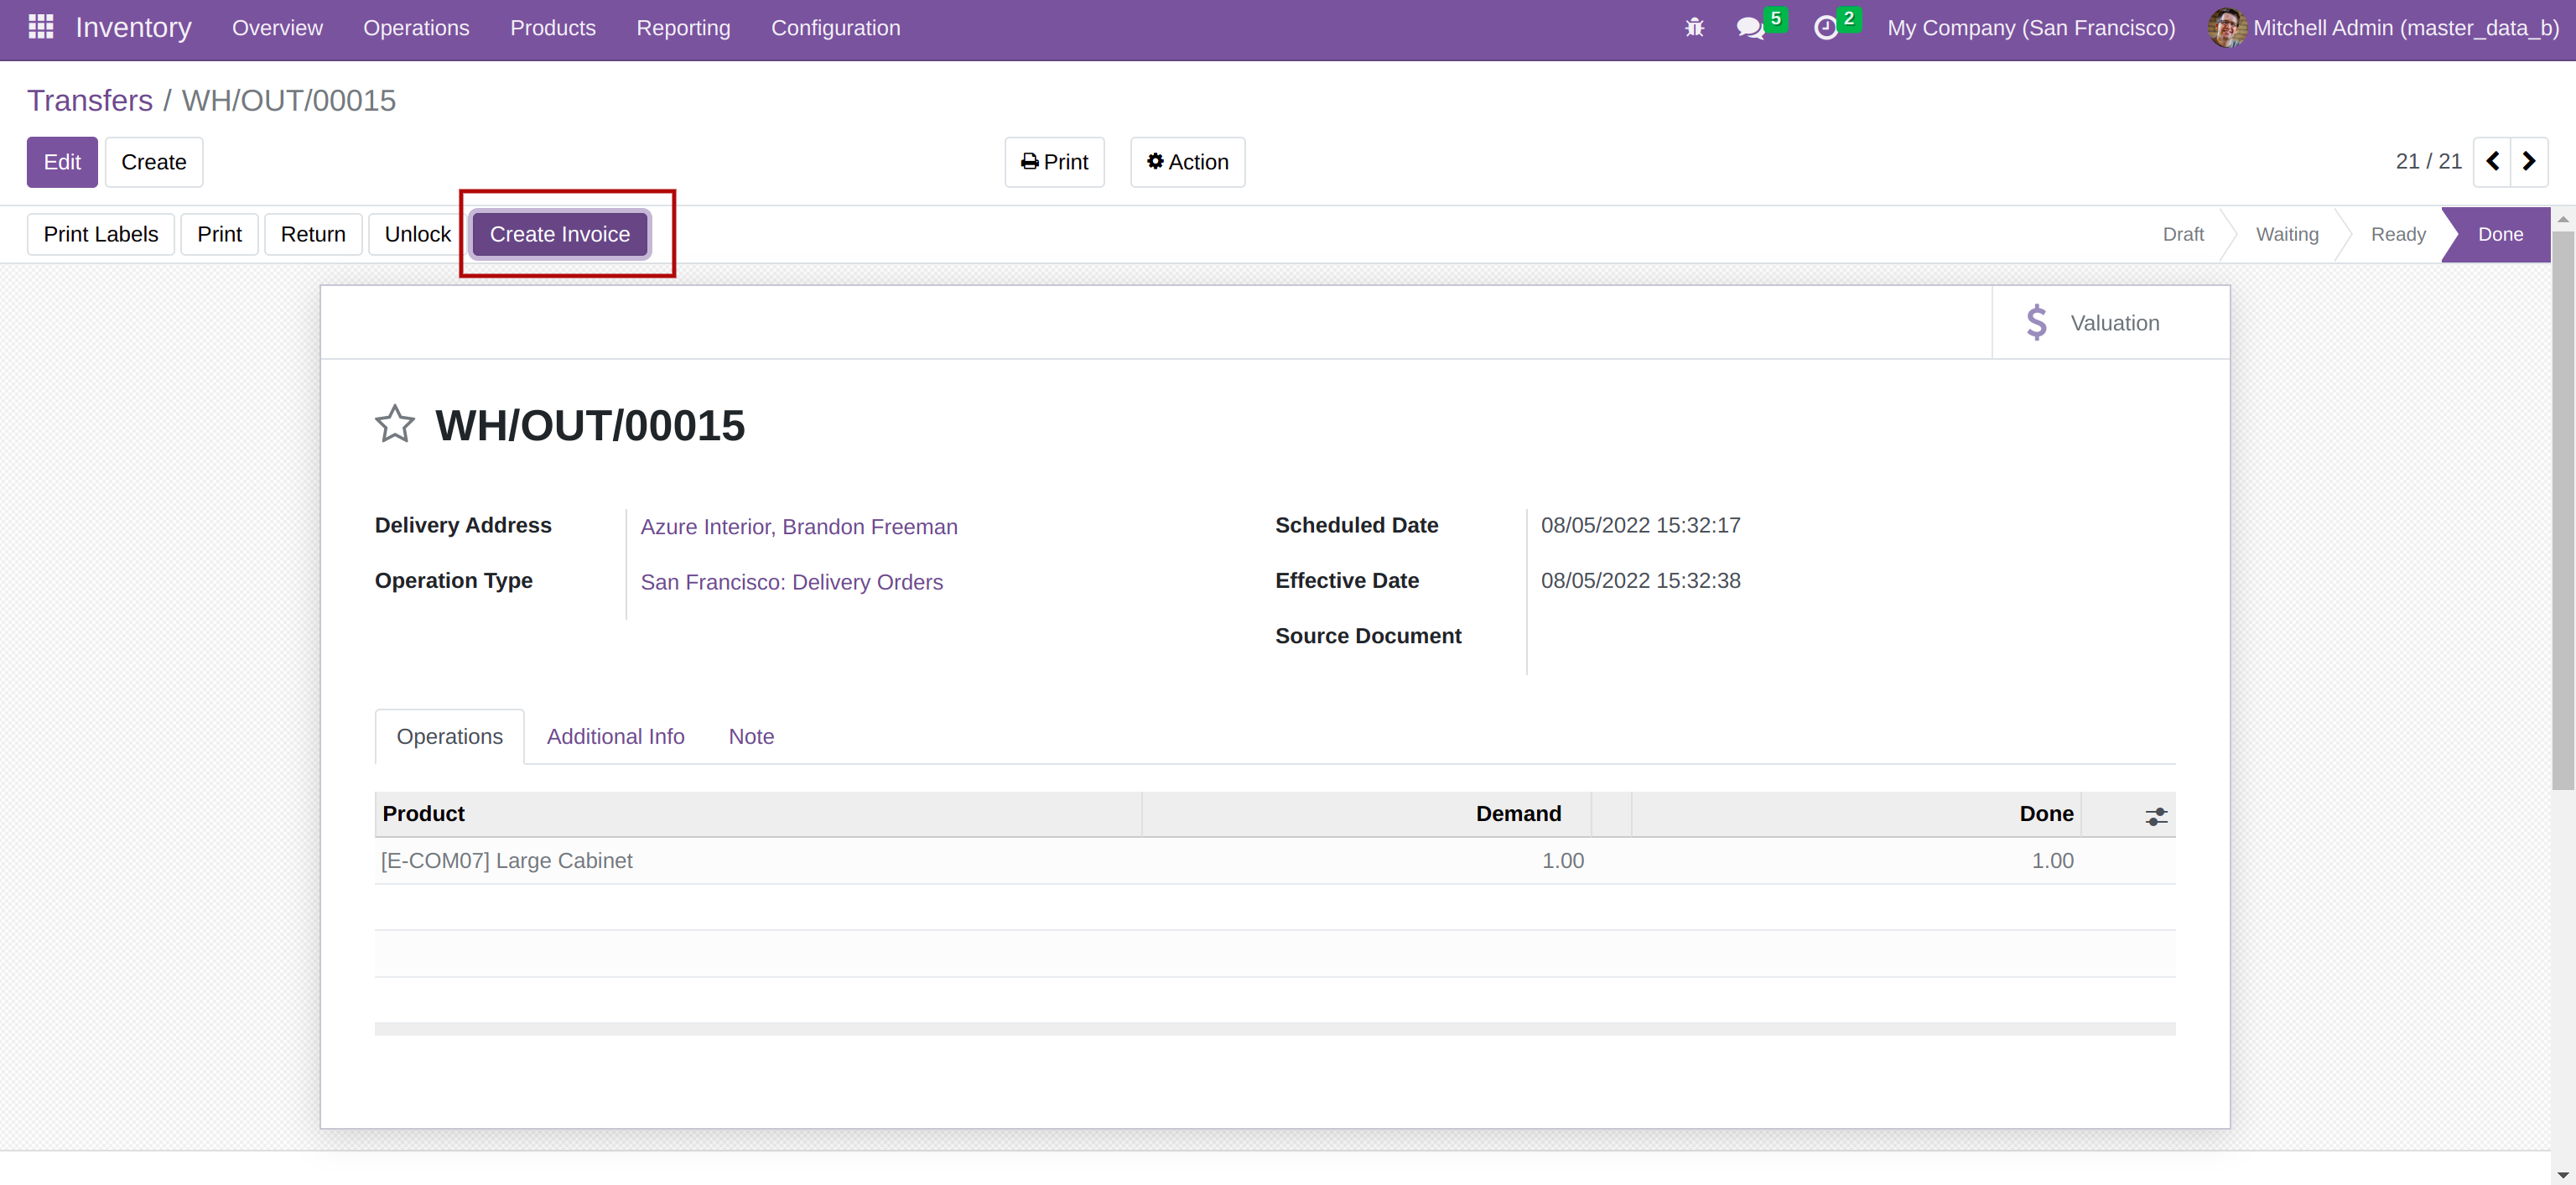 Inventory Overview Operations Products Reporting Configuration 5 2 My Company (San Francisco) Mitchell Admin (master_data_b)
Transfers / WH/OUT/00015
Edit Create Print Action 21 / 21
Print Labels Print Return Unlock Create Invoice Draft Waiting Ready Done
$ Valuation
WH/OUT/00015
Delivery Address Azure Interior, Brandon Freeman Scheduled Date 08/05/2022 15:32:17
Operation Type San Francisco: Delivery Orders Effective Date 08/05/2022 15:32:38
Source Document
Operations Additional Info Note
Product Demand Done
[E-COM07] Large Cabinet 1.00 1.00